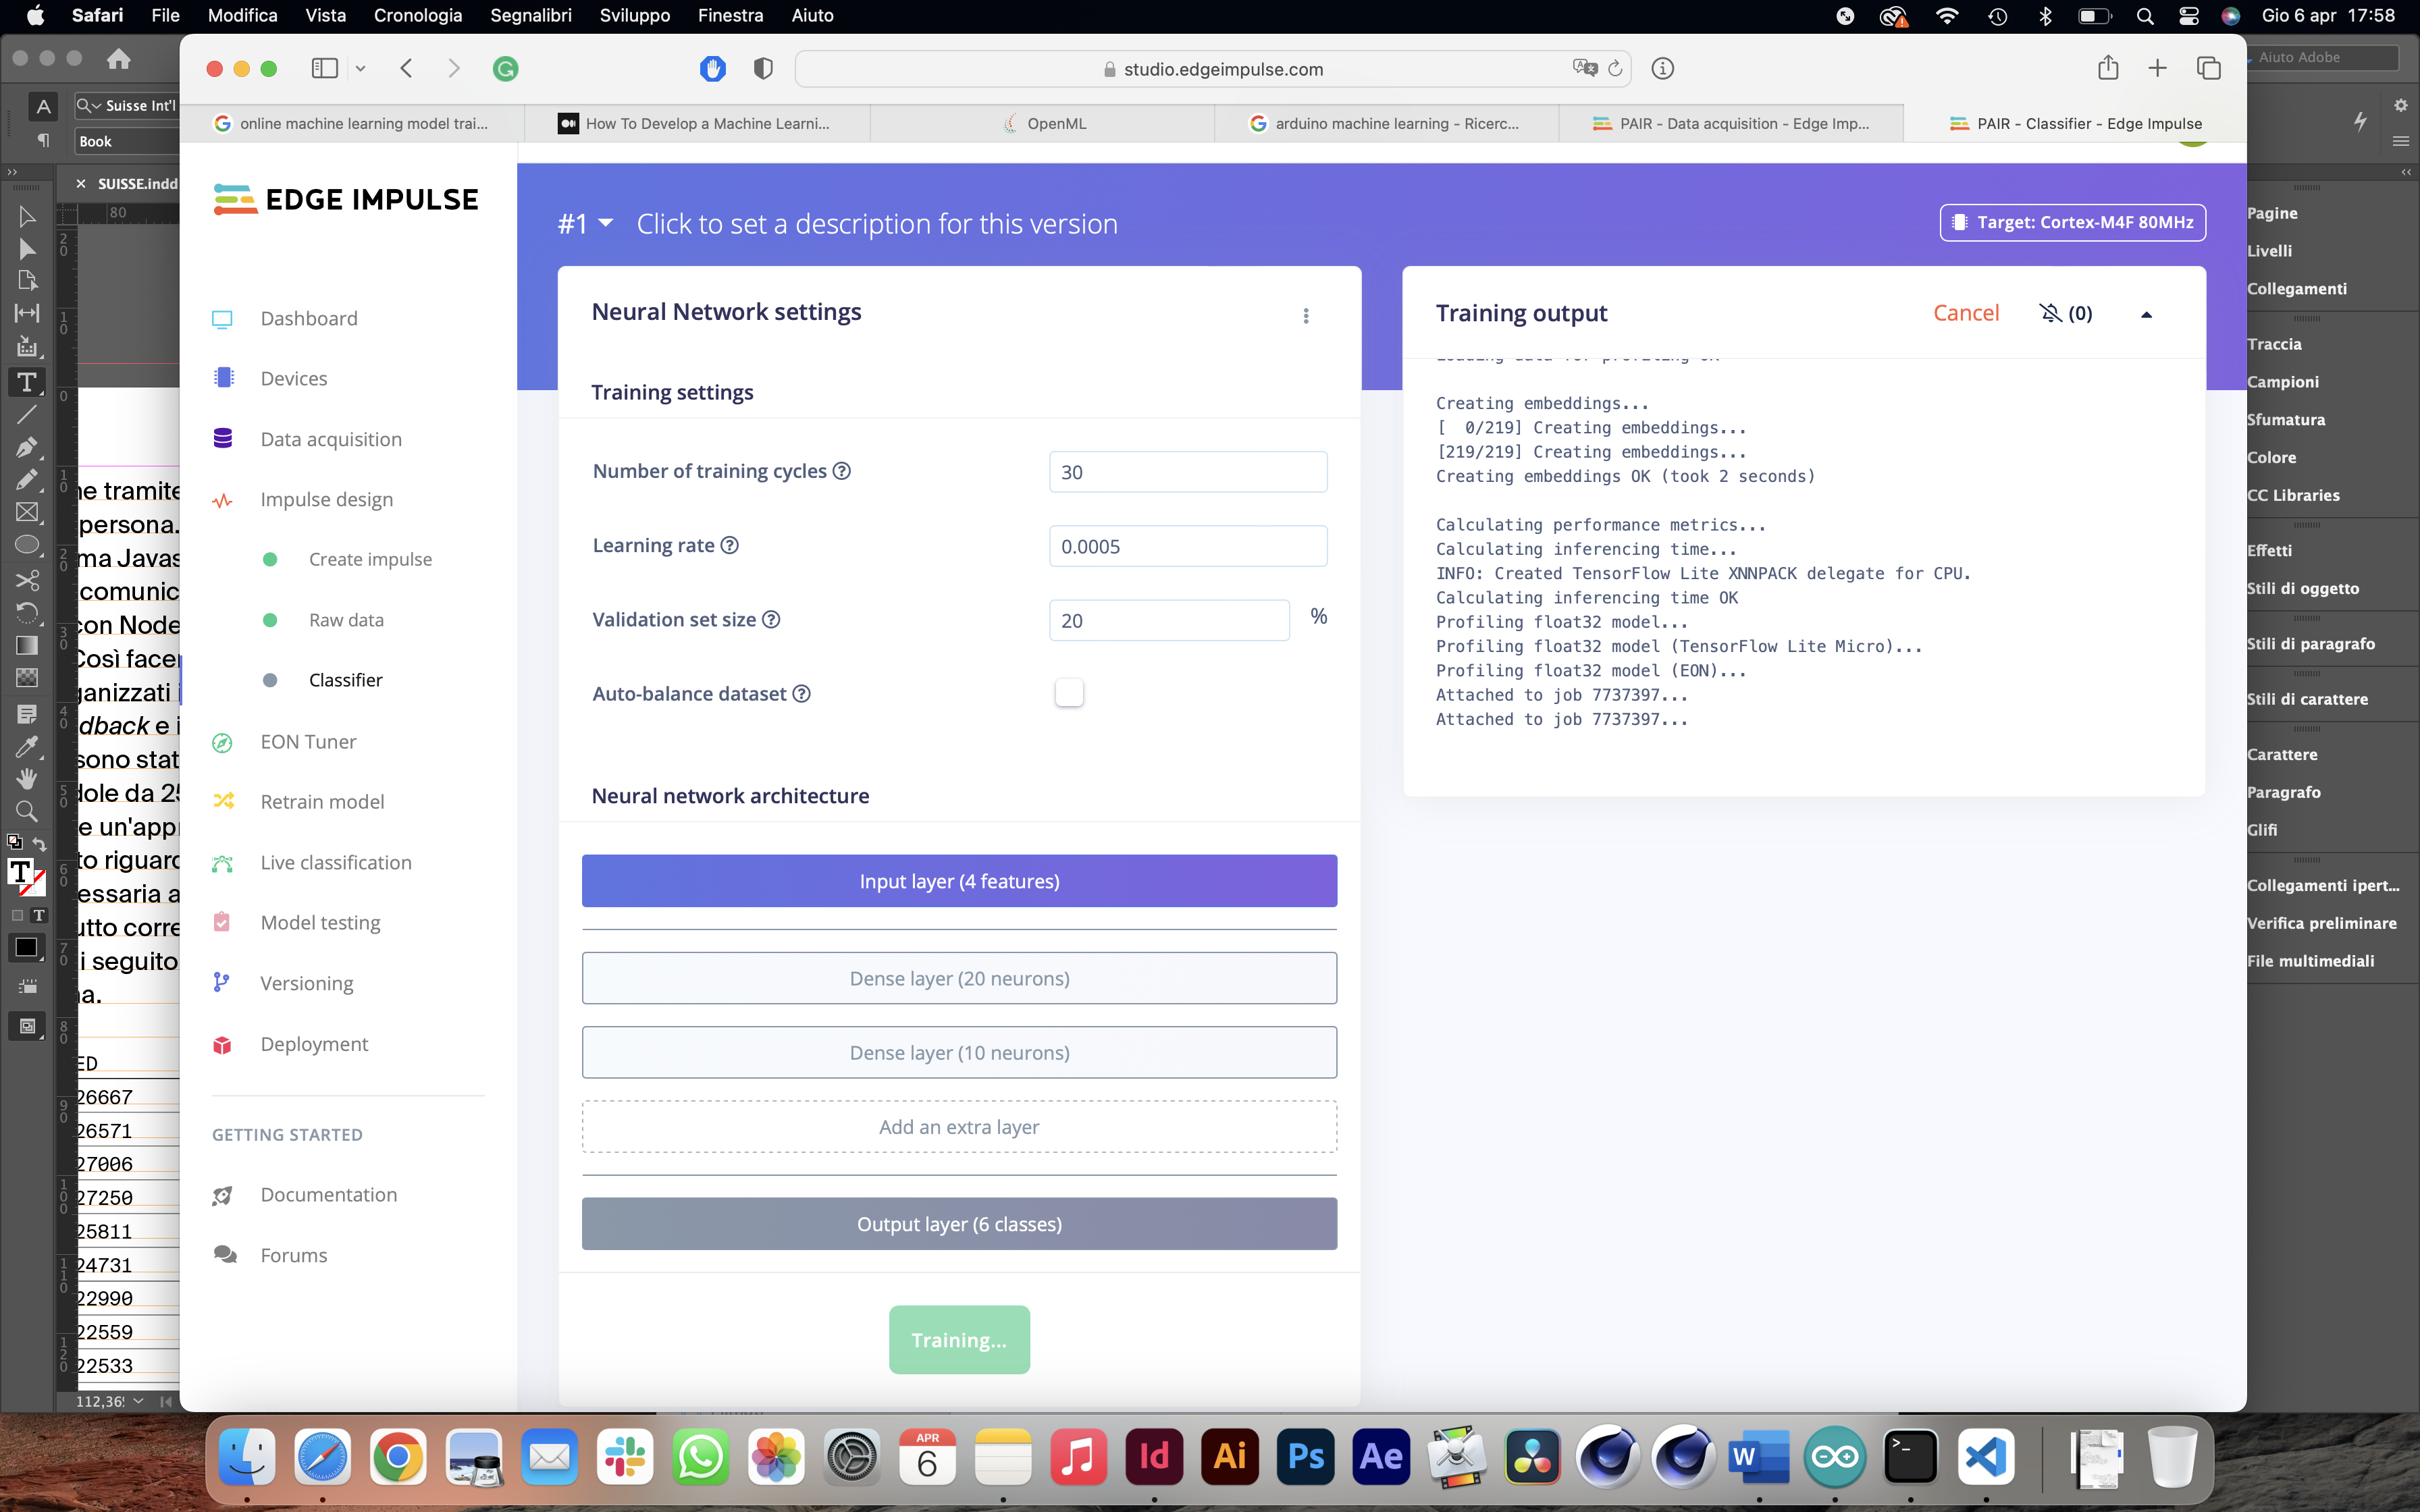 Safari File Modifica Vista Cronologia Segnalibri Sviluppo Finestra Aiuto
Gio 6 apr 17:58
Aiuto Adobe
studio.edgeimpulse.com
A Suisse Int'l
Book
online machine learning model trai...
How To Develop a Machine Learni...
OpenML
arduino machine learning - Ricerc...
PAIR - Data acquisition - Edge Imp...
PAIR - Classifier - Edge Impulse
SUISSE.indd
80
EDGE IMPULSE
#1 Click to set a description for this version
Target: Cortex-M4F 80MHz
Dashboard
Devices
Data acquisition
Impulse design
Create impulse
Raw data
Classifier
EON Tuner
Retrain model
Live classification
Model testing
Versioning
Deployment
GETTING STARTED
Documentation
Forums
Neural Network settings
Training settings
Number of training cycles ? 30
Learning rate ? 0.0005
Validation set size ? 20 %
Auto-balance dataset ?
Neural network architecture
Input layer (4 features)
Dense layer (20 neurons)
Dense layer (10 neurons)
Add an extra layer
Output layer (6 classes)
Training...
Training output
Cancel (0)
Creating embeddings...
[  0/219] Creating embeddings...
[219/219] Creating embeddings...
Creating embeddings OK (took 2 seconds)
Calculating performance metrics...
Calculating inferencing time...
INFO: Created TensorFlow Lite XNNPACK delegate for CPU.
Calculating inferencing time OK
Profiling float32 model...
Profiling float32 model (TensorFlow Lite Micro)...
Profiling float32 model (EON)...
Attached to job 7737397...
Attached to job 7737397...
Pagine
Livelli
Collegamenti
Traccia
Campioni
Sfumatura
Colore
CC Libraries
Effetti
Stili di oggetto
Stili di paragrafo
Stili di carattere
Carattere
Paragrafo
Glifi
Collegamenti ipert...
Verifica preliminare
File multimediali
ne tramite
persona.
ma Javas
comunic
con Node
Così facer
ganizzati i
dback e i
sono stat
dole da 25
e un'appr
to riguard
essaria a
utto corre
i seguito
na.
ED
26667
26571
27006
27250
25811
24731
22990
22559
22533
112,36
APR
6
Id
Ai
Ps
Ae
W